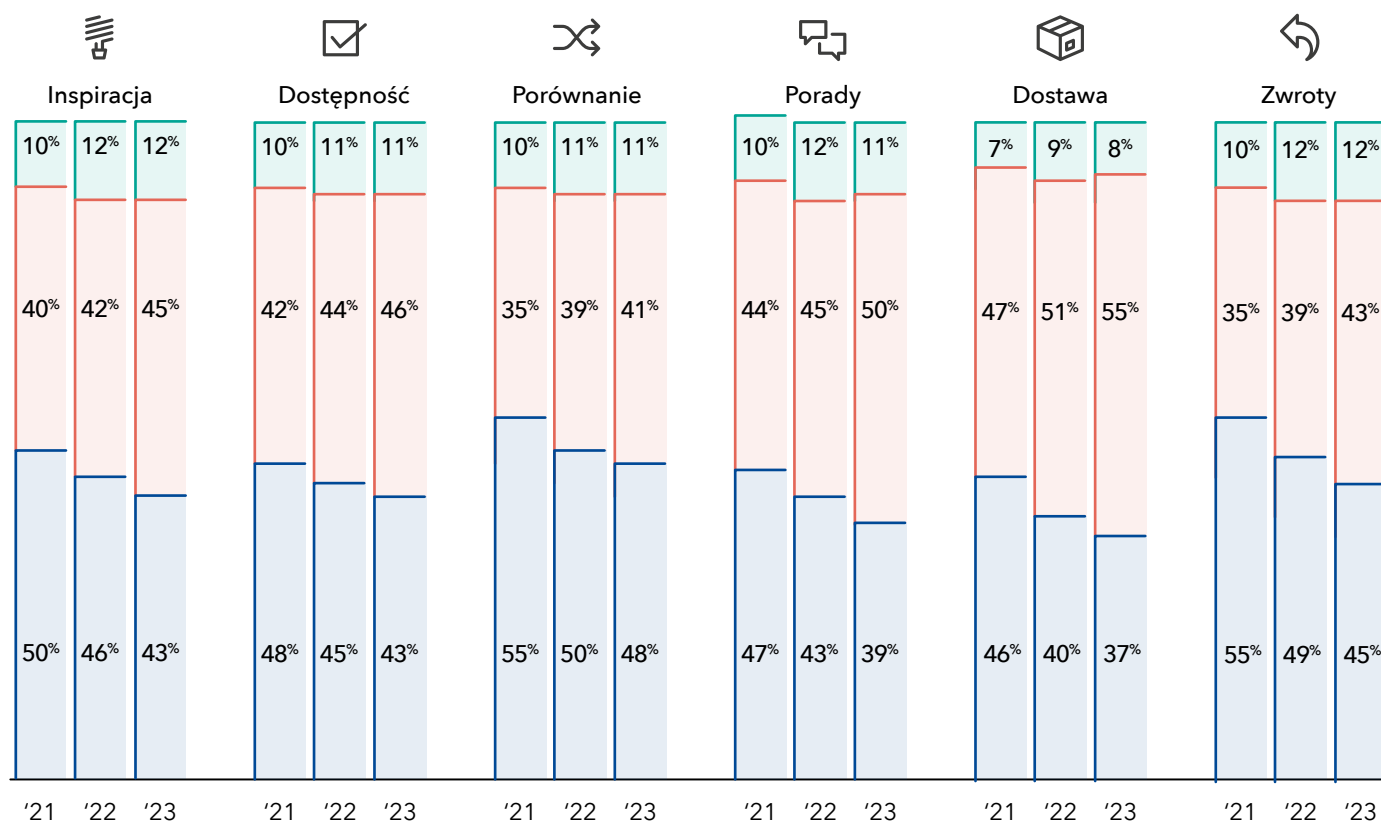 Inspiracja Dostępność Porównanie Porady Dostawa Zwroty
10% 12% 12% 10% 11% 11% 10% 11% 11% 10% 12% 11% 7% 9% 8% 10% 12% 12%
40% 42% 45% 42% 44% 46% 35% 39% 41% 44% 45% 50% 47% 51% 55% 35% 39% 43%
50% 46% 43% 48% 45% 43% 55% 50% 48% 47% 43% 39% 46% 40% 37% 55% 49% 45%
‘21 ‘22 ‘23 ‘21 ‘22 ‘23 ‘21 ‘22 ‘23 ‘21 ‘22 ‘23 ‘21 ‘22 ‘23 ‘21 ‘22 ‘23